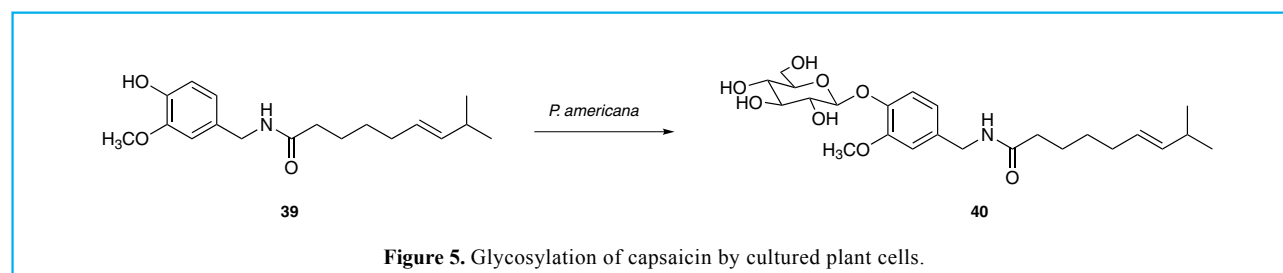 HO
H₃CO
H
N
O
39
P. americana
OH
HO
HO
O
OH
O
H₃CO
H
N
O
40
Figure 5. Glycosylation of capsaicin by cultured plant cells.